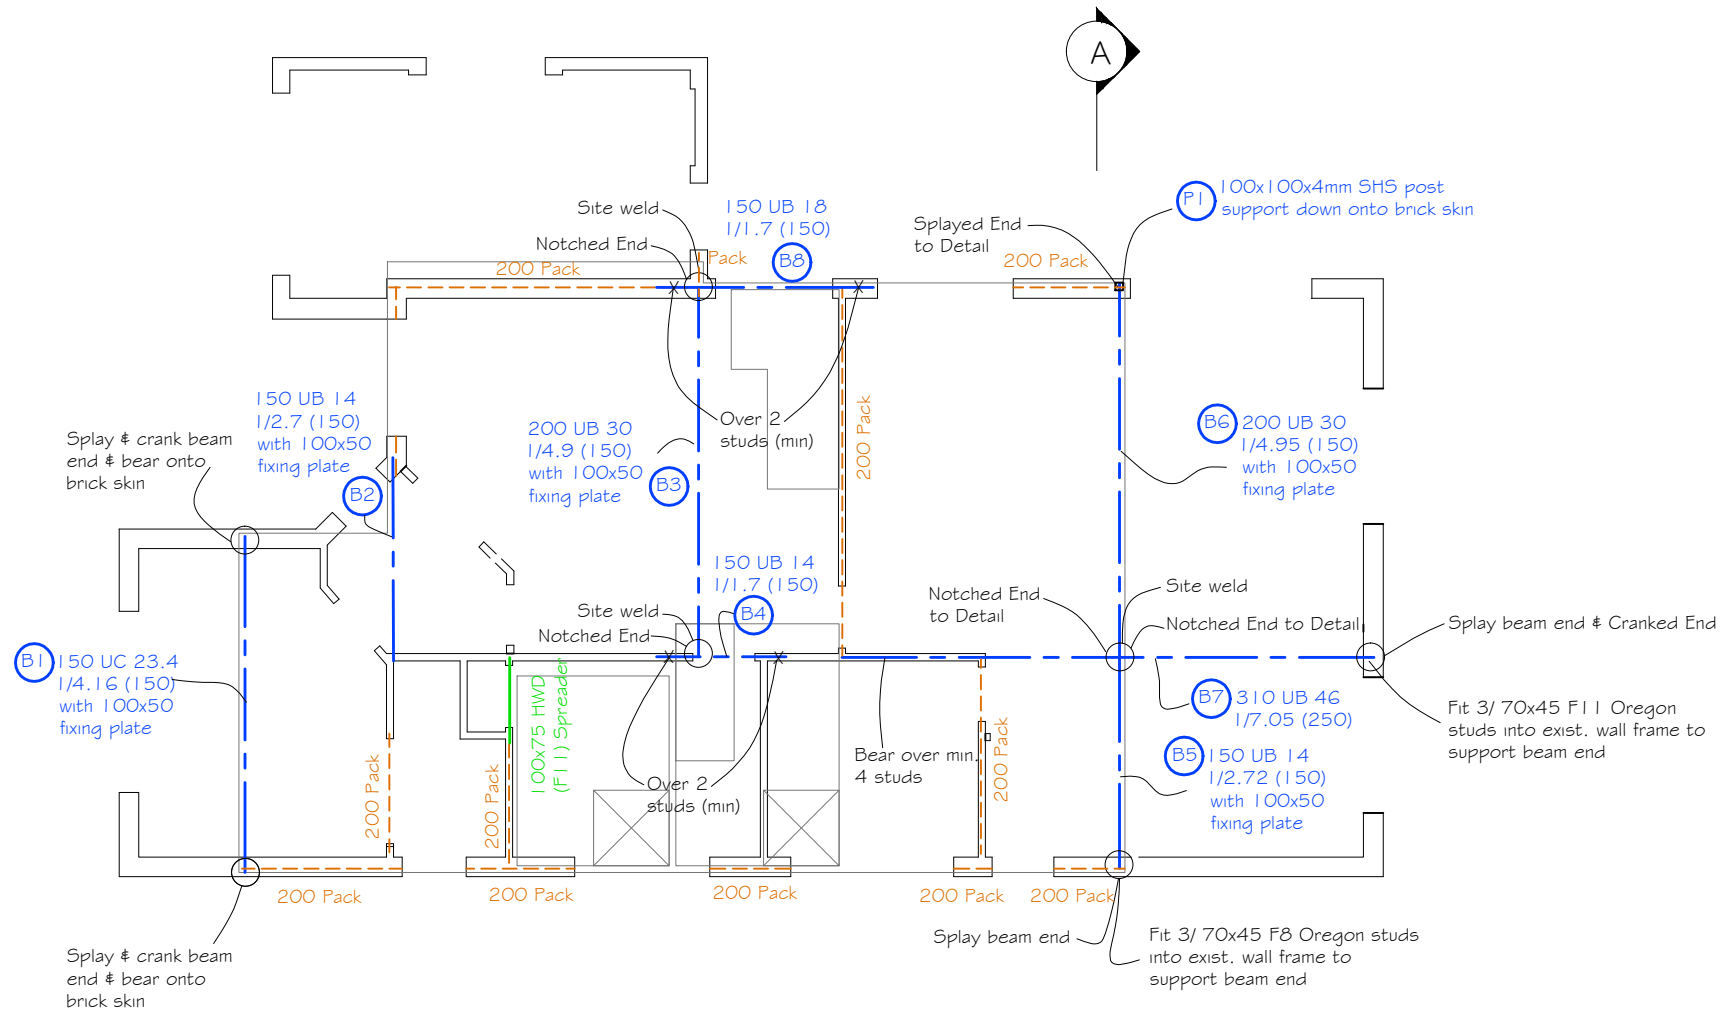 A
100x100x4mm SHS post
P1
support down onto brick skin
Site weld
150 UB 18
1/1.7 (150)
Splayed End
to Detail
Notched End
Pack
B8
200 Pack
200 Pack
150 UB 14
1/2.7 (150)
with 100x50
fixing plate
B2
Splay & crank beam
end & bear onto
brick skin
200 UB 30
1/4.9 (150)
with 100x50
fixing plate
B3
Over 2
studs (min)
200 Pack
B6
200 UB 30
1/4.95 (150)
with 100x50
fixing plate
150 UB 14
1/1.7 (150)
B4
Site weld
Notched End
Notched End
to Detail
Site weld
Notched End to Detail
Splay beam end & Cranked End
B1
150 UC 23.4
1/4.16 (150)
with 100x50
fixing plate
100x75 HWD
(F11) Spreader
B7
310 UB 46
1/7.05 (250)
Fit 3/ 70x45 F11 Oregon
studs into exist. wall frame to
support beam end
B5
150 UB 14
1/2.72 (150)
with 100x50
fixing plate
Bear over min.
4 studs
Over 2
studs (min)
200 Pack
200 Pack
200 Pack
200 Pack
200 Pack
200 Pack
200 Pack
200 Pack
Splay beam end
Fit 3/ 70x45 F8 Oregon studs
into exist. wall frame to
support beam end
Splay & crank beam
end & bear onto
brick skin